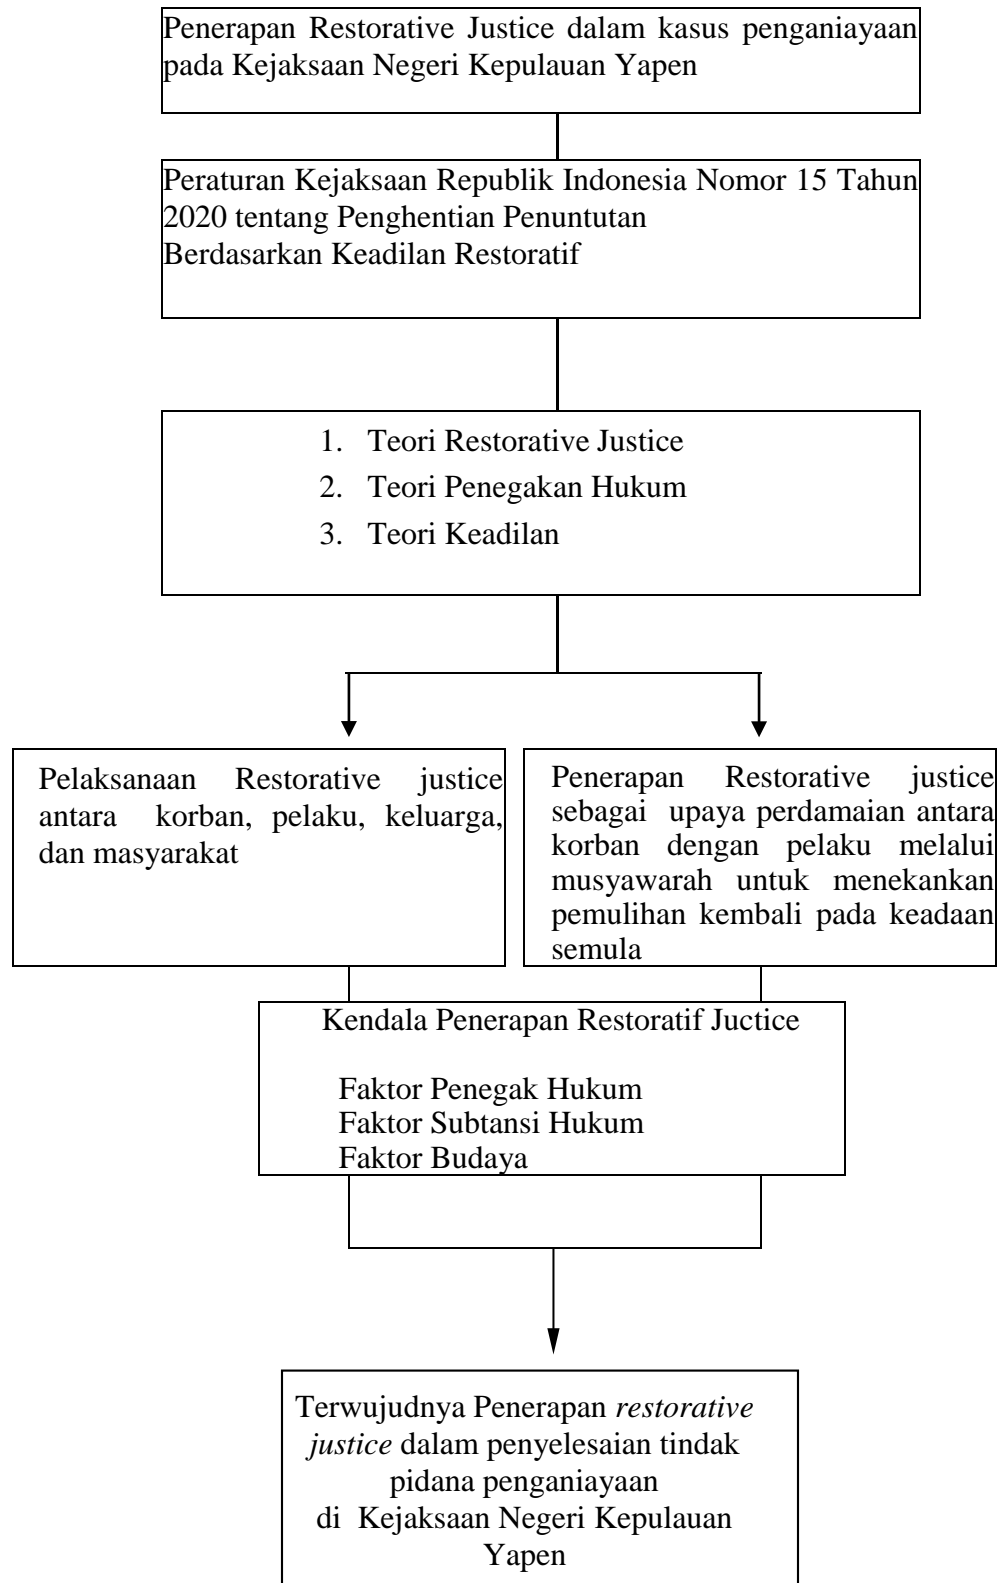 Penerapan Restorative Justice dalam kasus penganiayaan
pada Kejaksaan Negeri Kepulauan Yapen
Peraturan Kejaksaan Republik Indonesia Nomor 15 Tahun
2020 tentang Penghentian Penuntutan
Berdasarkan Keadilan Restoratif
1. Teori Restorative Justice
2. Teori Penegakan Hukum
3. Teori Keadilan
Pelaksanaan Restorative justice
antara korban, pelaku, keluarga,
dan masyarakat
Penerapan Restorative justice
sebagai upaya perdamaian antara
korban dengan pelaku melalui
musyawarah untuk menekankan
pemulihan kembali pada keadaan
semula
Kendala Penerapan Restoratif Juctice
Faktor Penegak Hukum
Faktor Subtansi Hukum
Faktor Budaya
Terwujudnya Penerapan restorative
justice dalam penyelesaian tindak
pidana penganiayaan
di Kejaksaan Negeri Kepulauan
Yapen